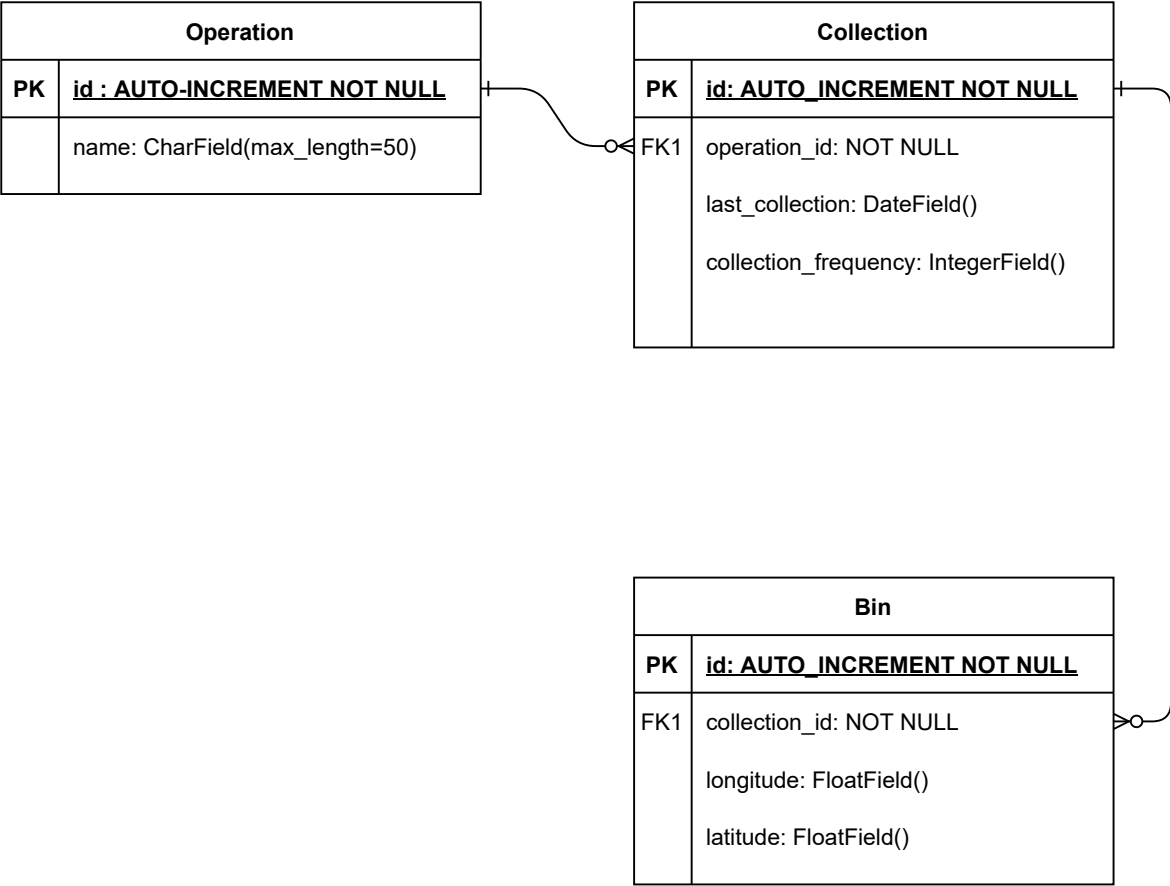 Operation
PK id : AUTO-INCREMENT NOT NULL
name: CharField(max_length=50)
Collection
PK id: AUTO_INCREMENT NOT NULL
FK1 operation_id: NOT NULL
last_collection: DateField()
collection_frequency: IntegerField()
Bin
PK id: AUTO_INCREMENT NOT NULL
FK1 collection_id: NOT NULL
longitude: FloatField()
latitude: FloatField()